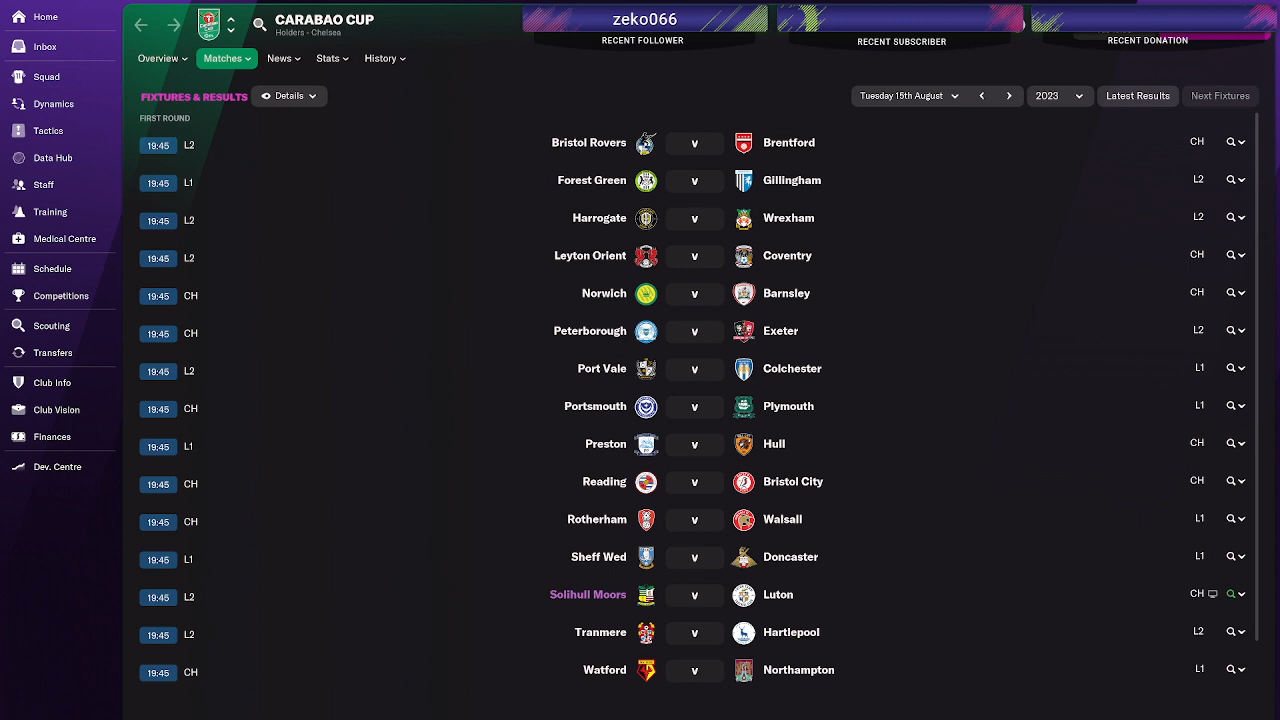 Home
Inbox
Squad
Dynamics
Tactics
Data Hub
Staff
Training
Medical Centre
Schedule
Competitions
Scouting
Transfers
Club Info
Club Vision
Finances
Dev. Centre
CARABAO CUP
Holders - Chelsea
zeko066
RECENT FOLLOWER
RECENT SUBSCRIBER
RECENT DONATION
Overview Matches News Stats History
FIXTURES & RESULTS Details Tuesday 15th August 2023 Latest Results Next Fixtures
FIRST ROUND
19:45 L2 Bristol Rovers v Brentford CH
19:45 L1 Forest Green v Gillingham L2
19:45 L2 Harrogate v Wrexham L2
19:45 L2 Leyton Orient v Coventry CH
19:45 CH Norwich v Barnsley CH
19:45 CH Peterborough v Exeter L2
19:45 L2 Port Vale v Colchester L1
19:45 CH Portsmouth v Plymouth L1
19:45 L1 Preston v Hull CH
19:45 CH Reading v Bristol City CH
19:45 CH Rotherham v Walsall L1
19:45 L1 Sheff Wed v Doncaster L1
19:45 L2 Solihull Moors v Luton CH
19:45 L2 Tranmere v Hartlepool L2
19:45 CH Watford v Northampton L1